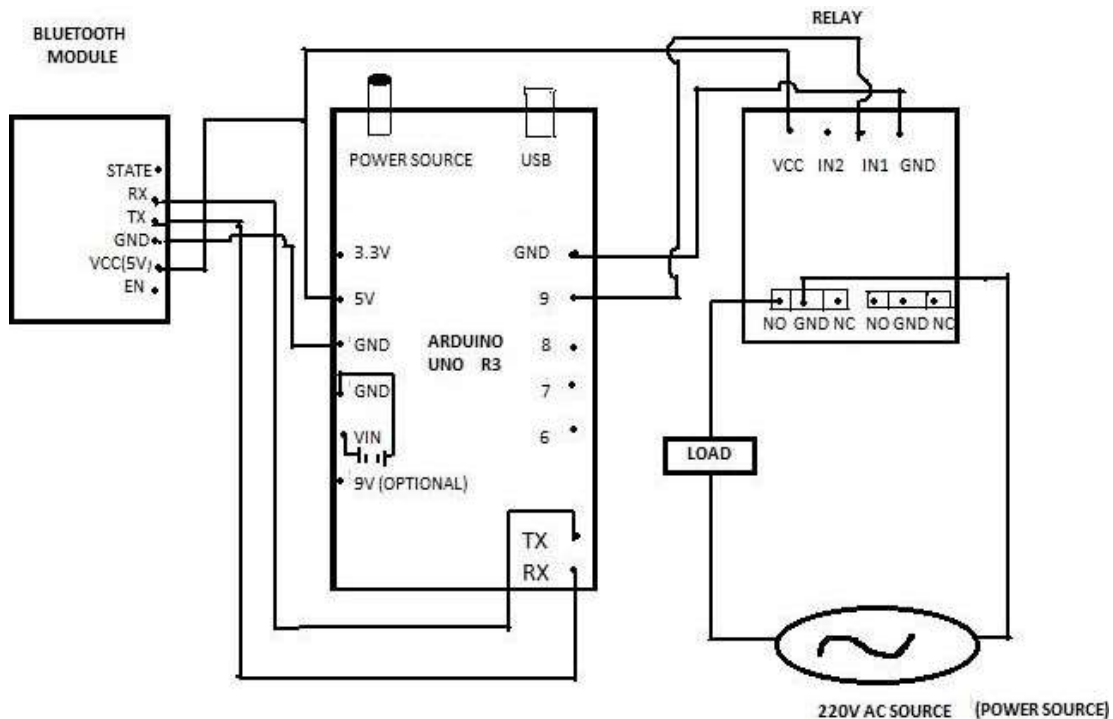 BLUETOOTH
MODULE
STATE
RX
TX
GND
VCC(5V)
EN
POWER SOURCE
USB
3.3V
5V
GND
GND
VIN
9V (OPTIONAL)
ARDUINO
UNO R3
GND
9
8
7
6
TX
RX
RELAY
VCC IN2 IN1 GND
NO GND NC NO GND NC
LOAD
220V AC SOURCE (POWER SOURCE)